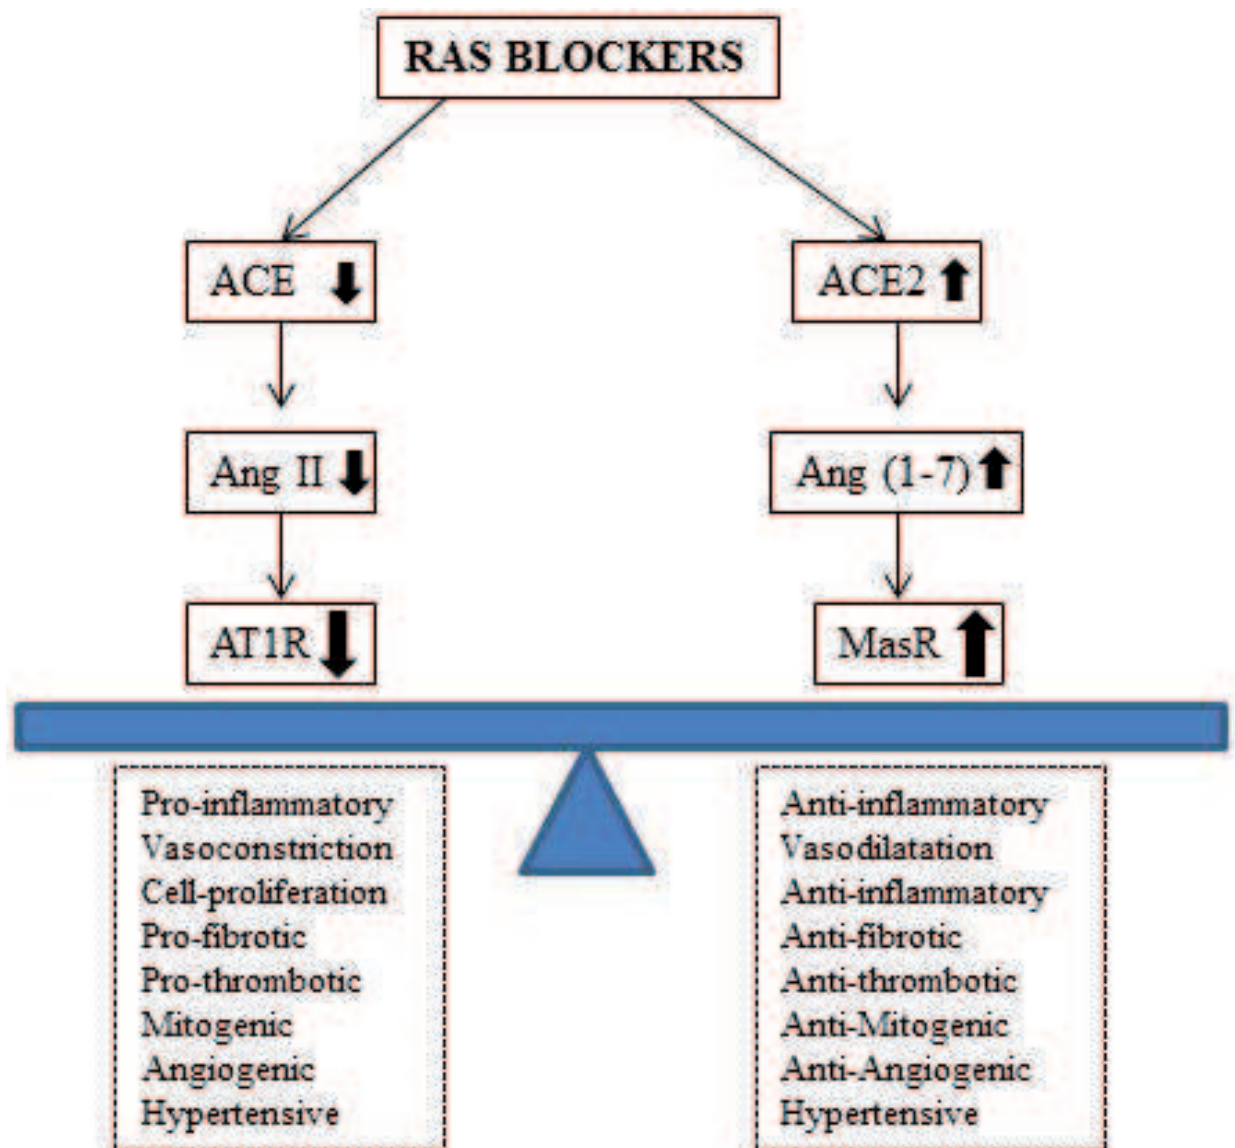 RAS BLOCKERS
ACE
ACE2
Ang II
Ang (1-7)
AT1R
MasR
Pro-inflammatory
Vasoconstriction
Cell-proliferation
Pro-fibrotic
Pro-thrombotic
Mitogenic
Angiogenic
Hypertensive
Anti-inflammatory
Vasodilatation
Anti-inflammatory
Anti-fibrotic
Anti-thrombotic
Anti-Mitogenic
Anti-Angiogenic
Hypertensive